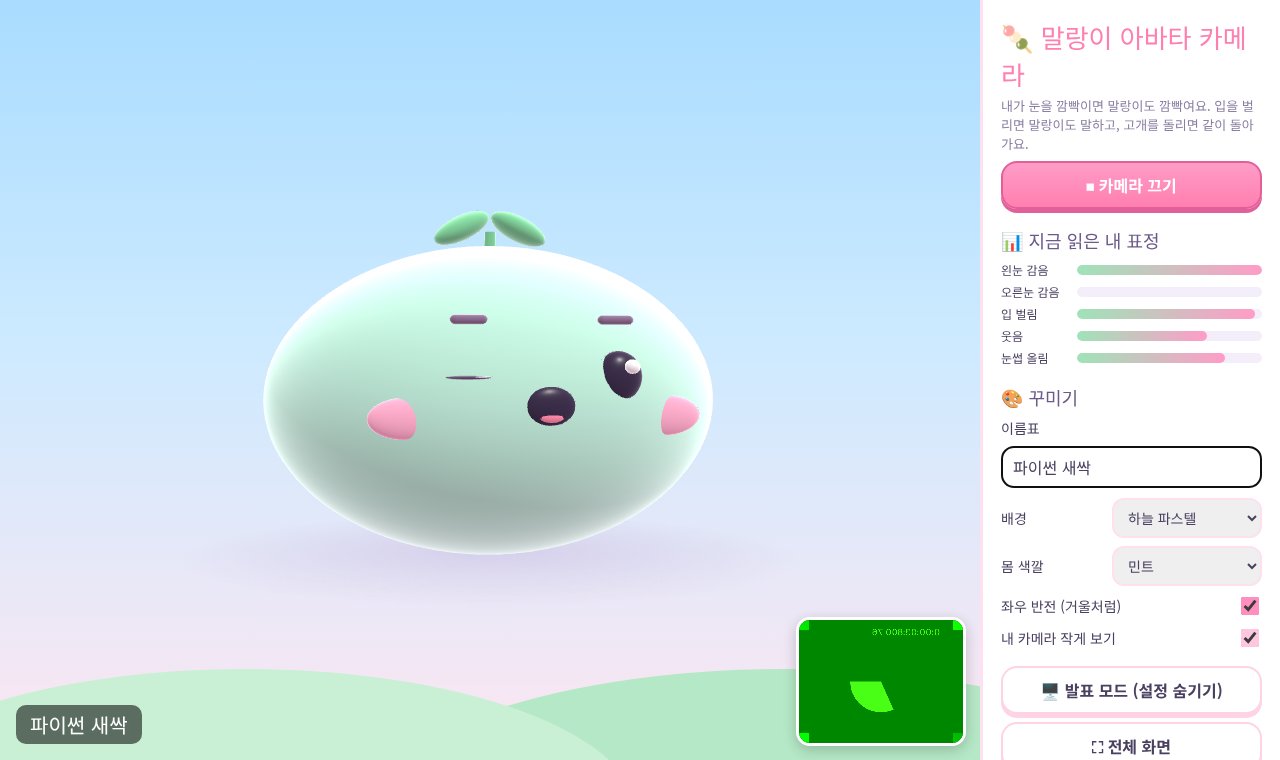 말랑이 아바타 카메
라
내가 눈을 깜빡이면 말랑이도 깜빡여요. 입을 벌
리면 말랑이도 말하고, 고개를 돌리면 같이 돌아
가요.
■ 카메라 끄기
지금 읽은 내 표정
왼눈 감음
오른눈 감음
입 벌림
웃음
눈썹 올림
꾸미기
이름표
파이썬 새싹
배경 하늘 파스텔
몸 색깔 민트
좌우 반전 (거울처럼)
내 카메라 작게 보기
발표 모드 (설정 숨기기)
전체 화면
파이썬 새싹